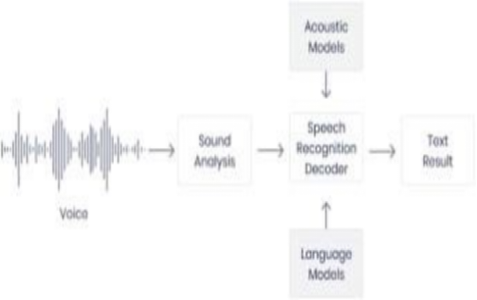 Acoustic
Models
Voice
Sound
Analysis
Speech
Recognition
Decoder
Text
Result
Language
Models